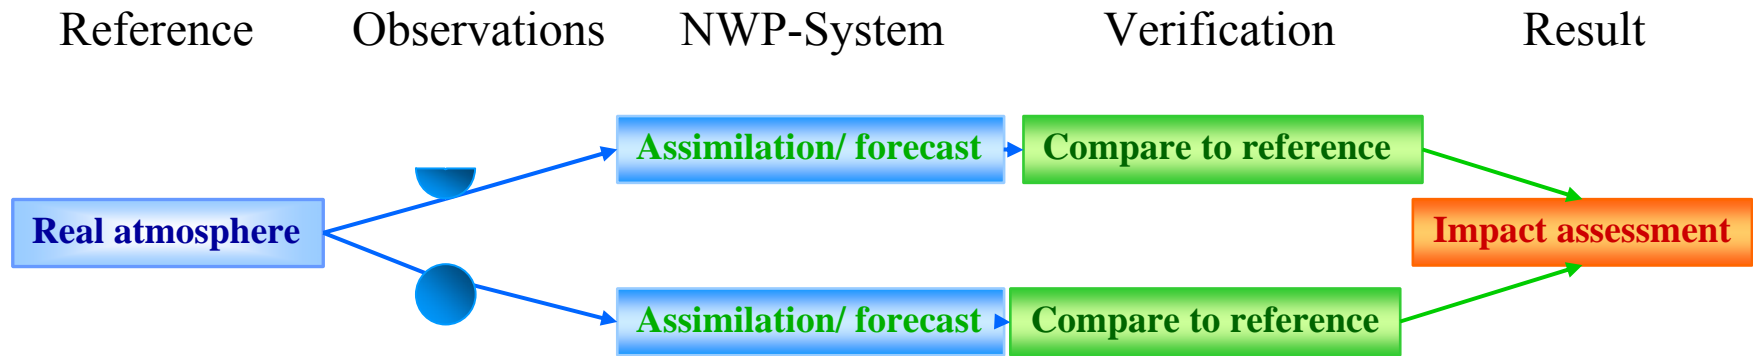 Reference Observations NWP-System Verification Result
Assimilation/ forecast Compare to reference
Real atmosphere Impact assessment
Assimilation/ forecast Compare to reference